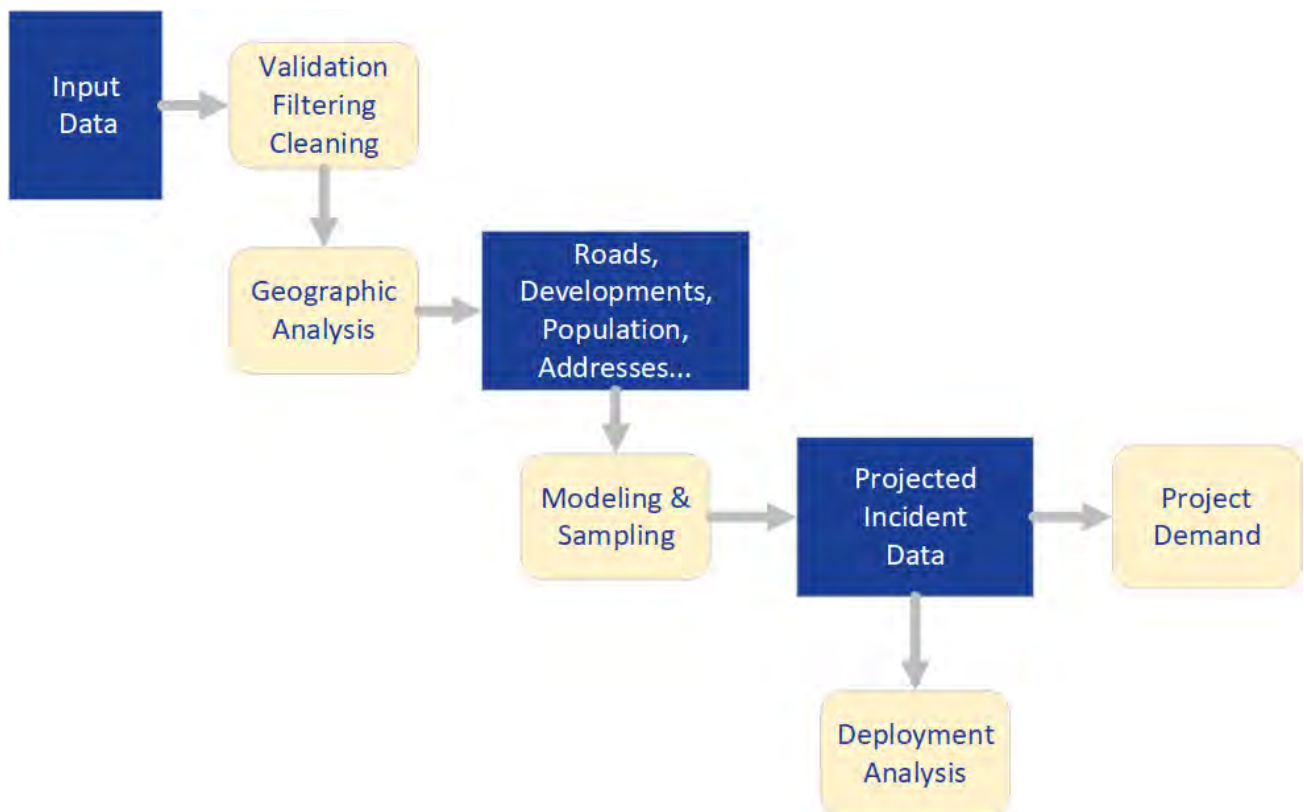 Input
Data
Validation
Filtering
Cleaning
Geographic
Analysis
Roads,
Developments,
Population,
Addresses...
Modeling &
Sampling
Projected
Incident
Data
Project
Demand
Deployment
Analysis